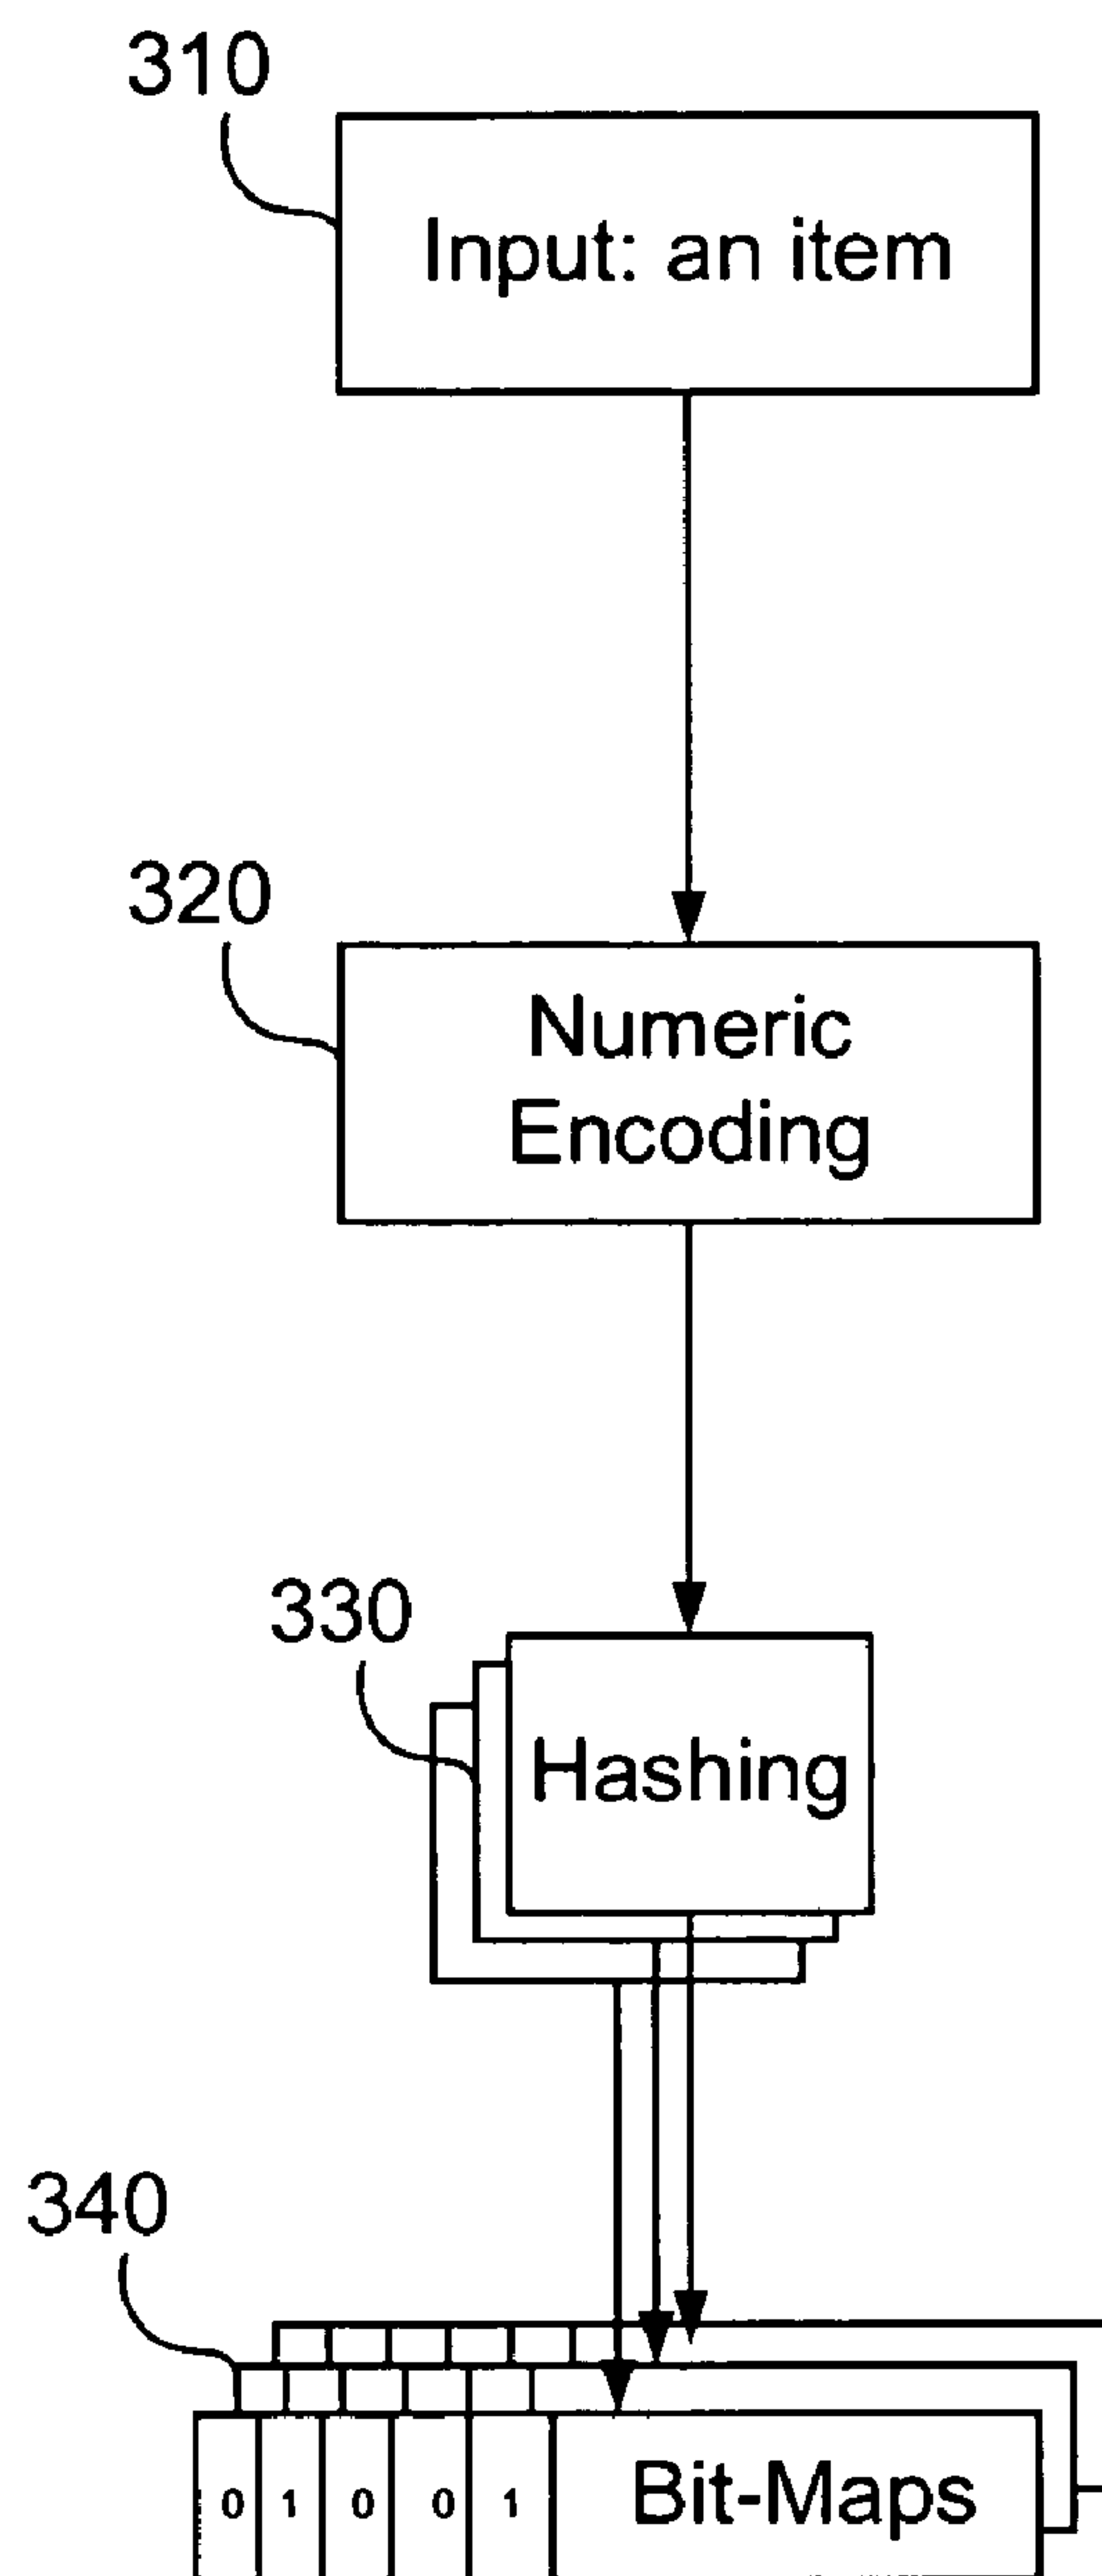 310
Input: an item
320
Numeric
Encoding
330
Hashing
340
0 1 0 0 1 Bit-Maps